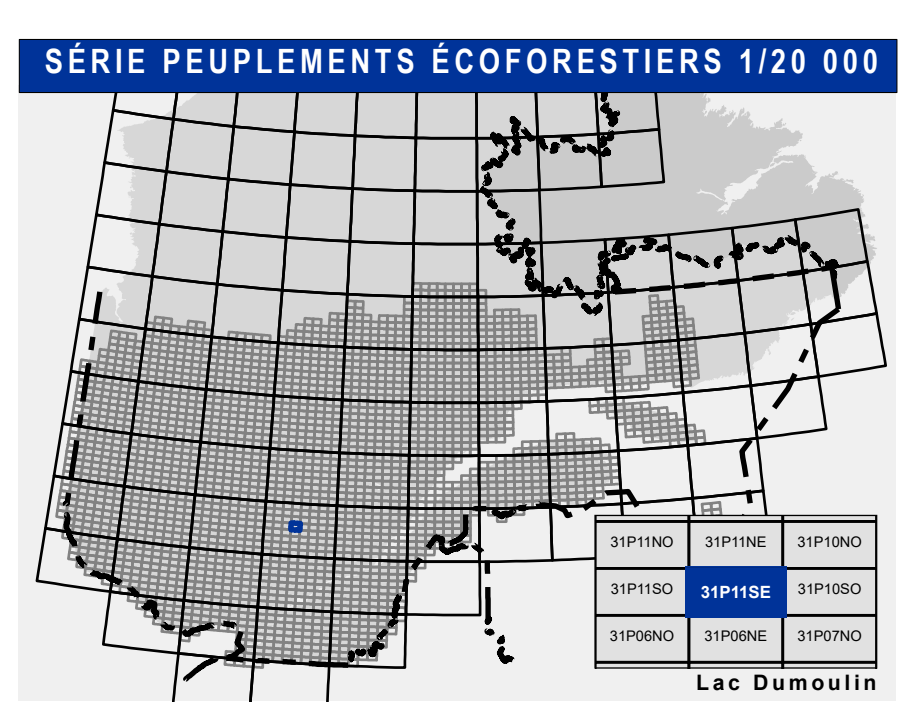 SÉRIE PEUPLEMENTS ÉCOFORESTIERS 1/20 000
31P11NO 31P11NE 31P10NO
31P11SO 31P11SE 31P10SO
31P06NO 31P06NE 31P07NO
Lac Dumoulin